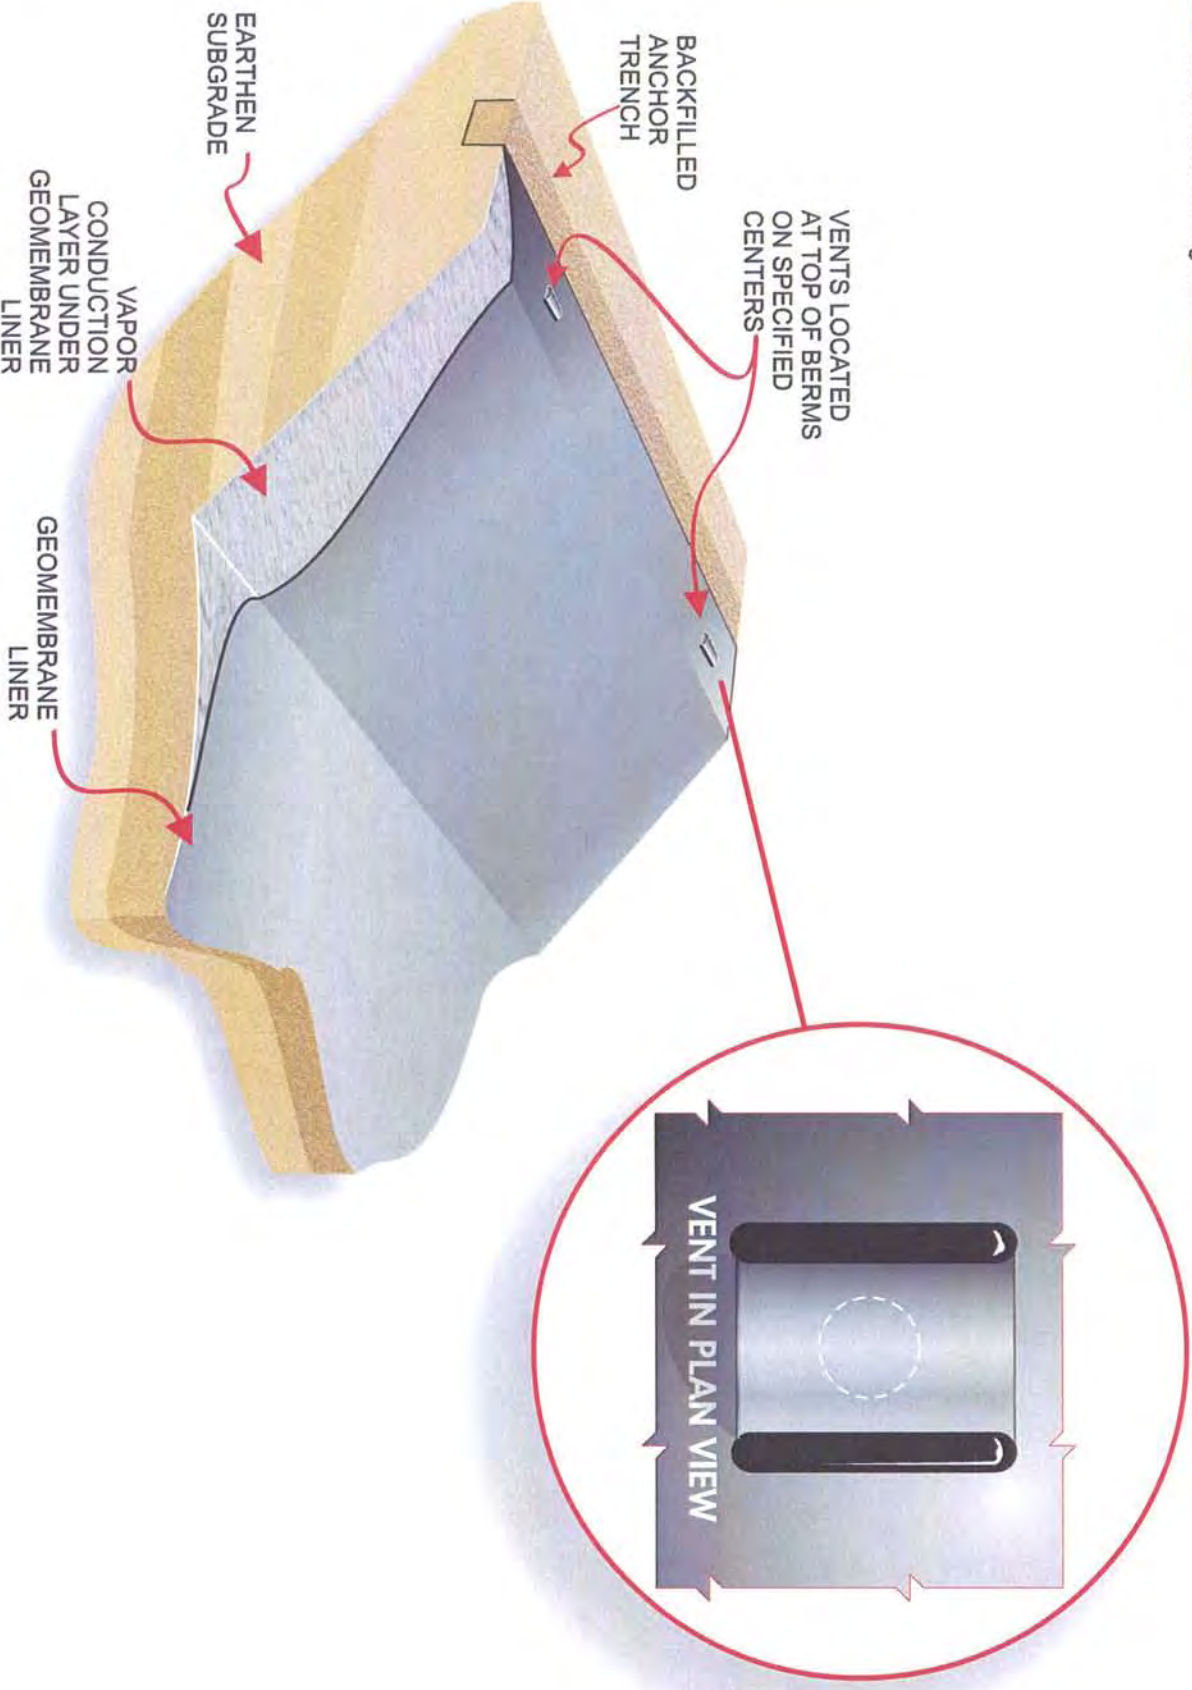 VENTS LOCATED
AT TOP OF BERMS
ON SPECIFIED
CENTERS
BACKFILLED
ANCHOR
TRENCH
EARTHEN
SUBGRADE
VAPOR
CONDUCTION
LAYER UNDER
GEOMEMBRANE
LINER
GEOMEMBRANE
LINER
VENT IN PLAN VIEW